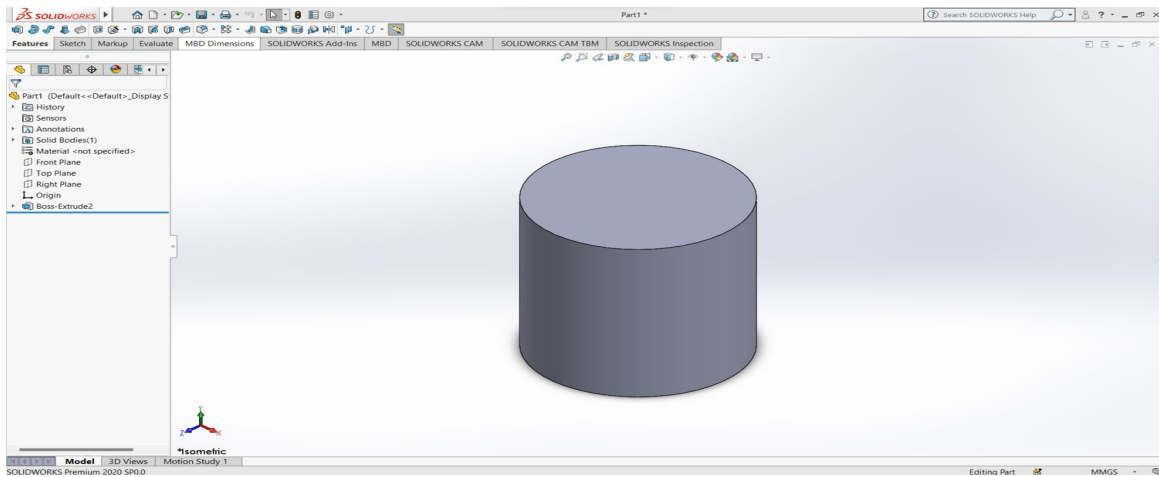 SOLIDWORKS Part1 * Search SOLIDWORKS Help ?
Features Sketch Markup Evaluate MBD Dimensions SOLIDWORKS Add-Ins MBD SOLIDWORKS CAM SOLIDWORKS CAM TBM SOLIDWORKS Inspection
Part1 (Default<<Default>_Display S
History
Sensors
Annotations
Solid Bodies(1)
Material <not specified>
Front Plane
Top Plane
Right Plane
Origin
Boss-Extrude2
Y
Z X
*Isometric
Model 3D Views Motion Study 1
SOLIDWORKS Premium 2020 SP0.0 Editing Part MMGS